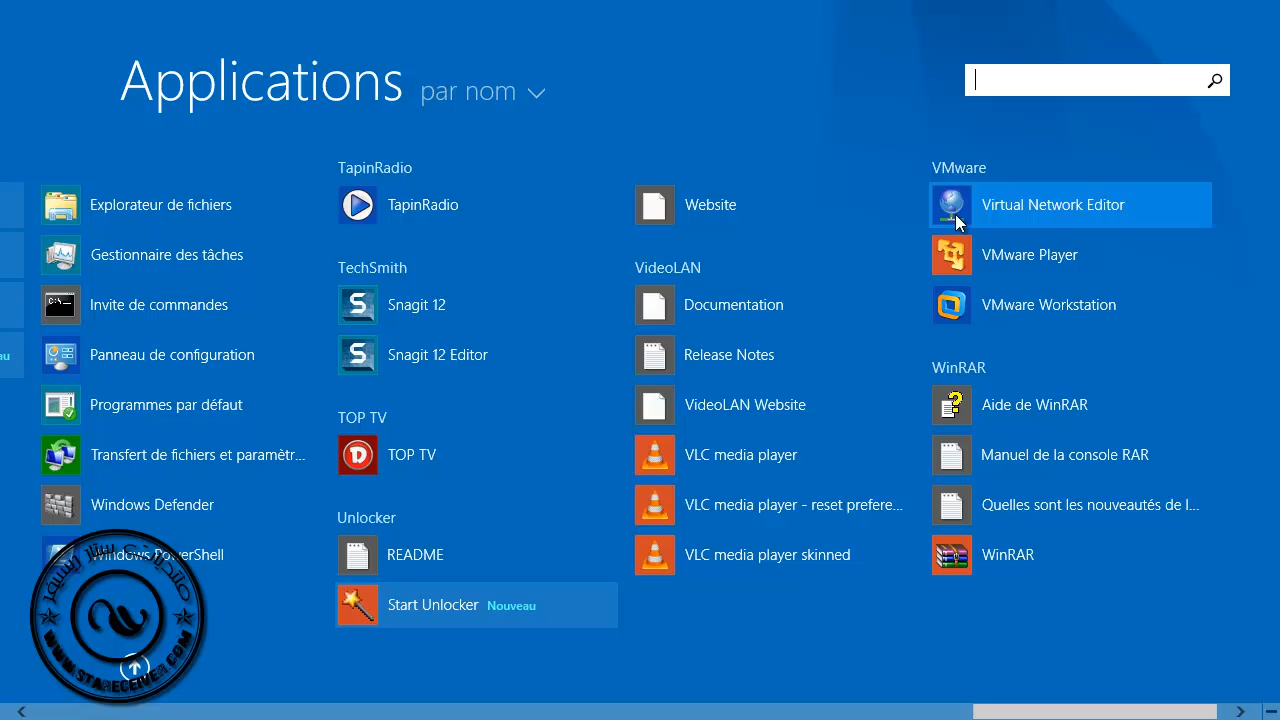 Applications par nom
au
Explorateur de fichiers
Gestionnaire des tâches
Invite de commandes
Panneau de configuration
Programmes par défaut
Transfert de fichiers et paramètr...
Windows Defender
Windows PowerShell
TapinRadio
TapinRadio
TechSmith
Snagit 12
Snagit 12 Editor
TOP TV
TOP TV
Unlocker
README
Start Unlocker Nouveau
Website
VideoLAN
Documentation
Release Notes
VideoLAN Website
VLC media player
VLC media player - reset prefere...
VLC media player skinned
VMware
Virtual Network Editor
VMware Player
VMware Workstation
WinRAR
Aide de WinRAR
Manuel de la console RAR
Quelles sont les nouveautés de l...
WinRAR